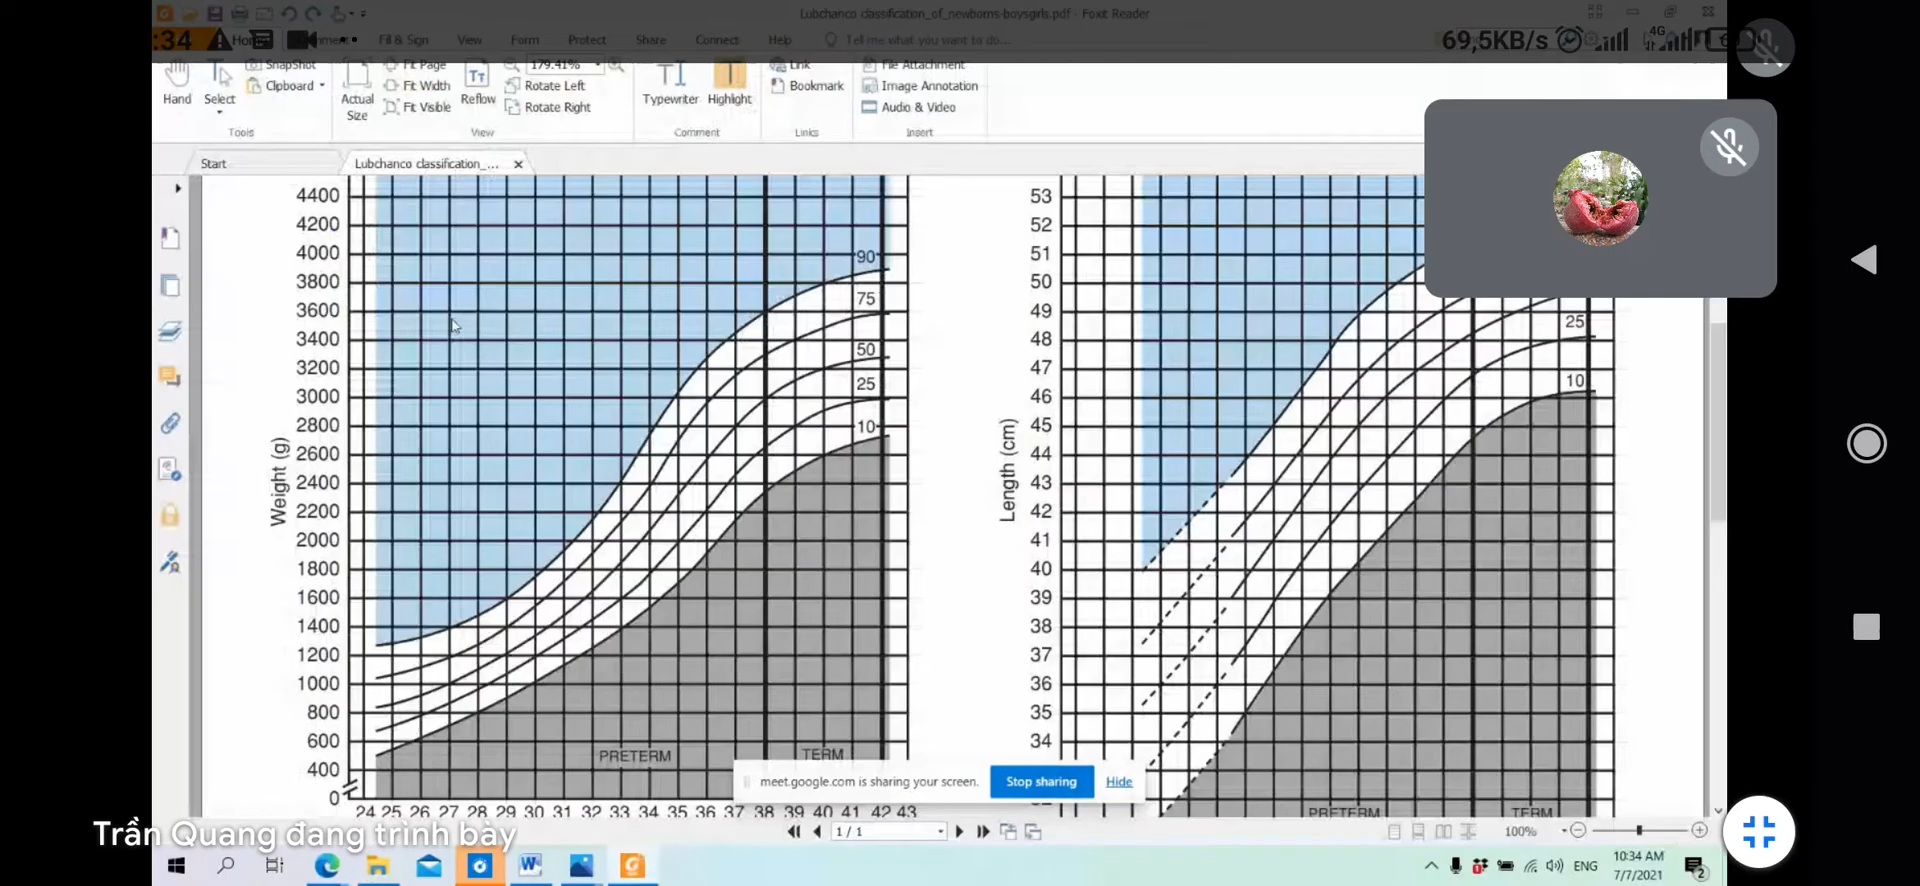 Lubchanco classification_of_newborns-boysgirls.pdf - Foxit Reader
:34
69,5KB/s
4G
Fill & Sign View Form Protect Share Connect Help Tell me what you want to do...
SnapShot
Clipboard
Hand
Select
Tools
Actual
Size
Fit Page
Fit Width
Fit Visible
Reflow
179.41%
Rotate Left
Rotate Right
View
Typewriter
Highlight
Comment
Link
Bookmark
Links
File Attachment
Image Annotation
Audio & Video
Insert
Start
Lubchanco classification_...
Weight (g)
4400
4200
4000
3800
3600
3400
3200
3000
2800
2600
2400
2200
2000
1800
1600
1400
1200
1000
800
600
400
0
90
75
50
25
10
PRETERM TERM
24 25 26 27 28 29 30 31 32 33 34 35 36 37 38 39 40 41 42 43
Length (cm)
53
52
51
50
49
48
47
46
45
44
43
42
41
40
39
38
37
36
35
34
25
10
PRETERM TERM
meet.google.com is sharing your screen.
Stop sharing
Hide
Trần Quang đang trình bày
1 / 1
100%
ENG
10:34 AM
7/7/2021
2